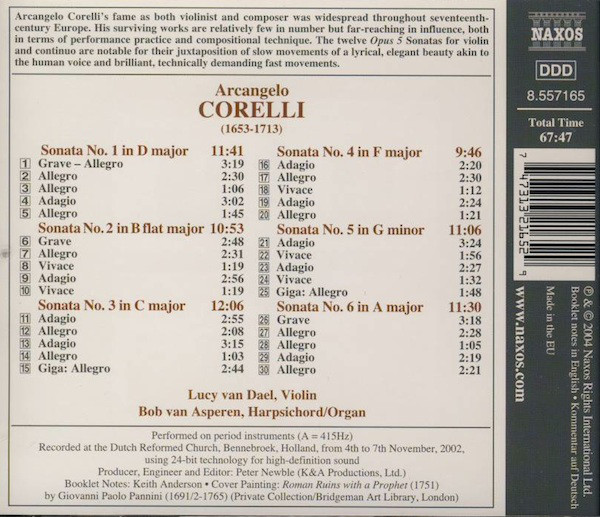 Arcangelo Corelli's fame as both violinist and composer was widespread throughout seventeenth-
century Europe. His surviving works are relatively few in number but far-reaching in influence, both
in terms of performance practice and compositional technique. The twelve Opus 5 Sonatas for violin
and continuo are notable for their juxtaposition of slow movements of a lyrical, elegant beauty akin to
the human voice and brilliant, technically demanding fast movements.
Arcangelo
CORELLI
(1653-1713)
Sonata No. 1 in D major 11:41
1 Grave – Allegro 3:19
2 Allegro 2:30
3 Allegro 1:06
4 Adagio 3:02
5 Allegro 1:45
Sonata No. 2 in B flat major 10:53
6 Grave 2:48
7 Allegro 2:31
8 Vivace 1:19
9 Adagio 2:56
10 Vivace 1:19
Sonata No. 3 in C major 12:06
11 Adagio 2:55
12 Allegro 2:08
13 Adagio 3:15
14 Allegro 1:03
15 Giga: Allegro 2:44
Sonata No. 4 in F major 9:46
16 Adagio 2:20
17 Allegro 2:30
18 Vivace 1:12
19 Adagio 2:24
20 Allegro 1:21
Sonata No. 5 in G minor 11:06
21 Adagio 3:24
22 Vivace 1:56
23 Adagio 2:27
24 Vivace 1:32
25 Giga: Allegro 1:48
Sonata No. 6 in A major 11:30
26 Grave 3:18
27 Allegro 2:28
28 Allegro 1:05
29 Adagio 2:19
30 Allegro 2:21
Lucy van Dael, Violin
Bob van Asperen, Harpsichord/Organ
Performed on period instruments (A = 415Hz)
Recorded at the Dutch Reformed Church, Bennebroek, Holland, from 4th to 7th November, 2002,
using 24-bit technology for high-definition sound
Producer, Engineer and Editor: Peter Newble (K&A Productions, Ltd.)
Booklet Notes: Keith Anderson • Cover Painting: Roman Ruins with a Prophet (1751)
by Giovanni Paolo Pannini (1691/2-1765) (Private Collection/Bridgeman Art Library, London)
NAXOS
DDD
8.557165
Total Time
67:47
7 47313 21652 9
www.naxos.com
Made in the EU
℗ & © 2004 Naxos Rights International Ltd.
Booklet notes in English • Kommentar auf Deutsch